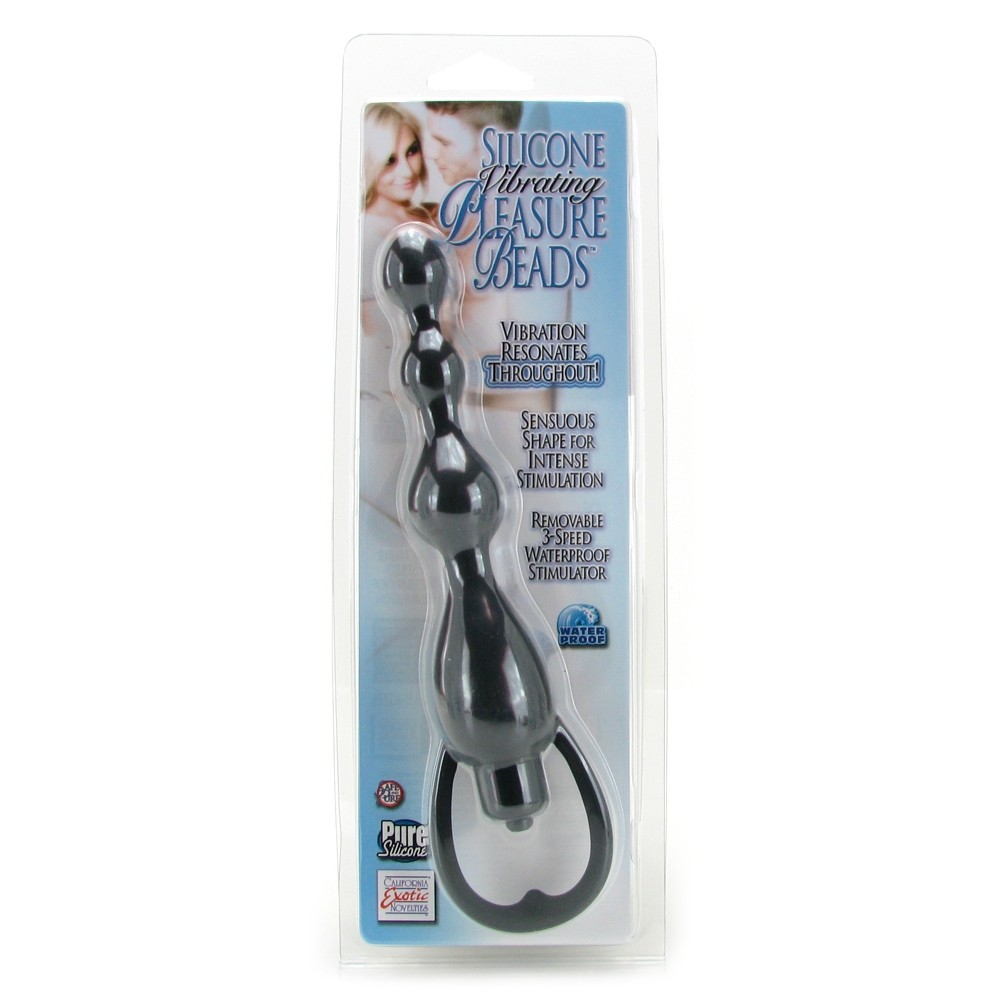 SILICONE
Vibrating
PLEASURE
BEADS™
VIBRATION
RESONATES
THROUGHOUT!
SENSUOUS
SHAPE FOR
INTENSE
STIMULATION
REMOVABLE
3-SPEED
WATERPROOF
STIMULATOR
WATER
PROOF
Pure
Silicone
CALIFORNIA
Exotic
NOVELTIES